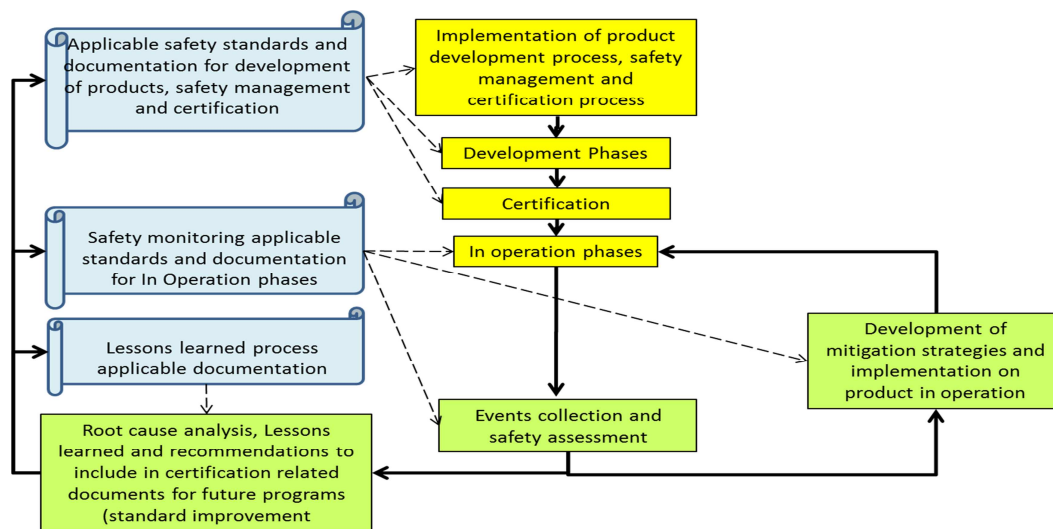 Applicable safety standards and
documentation for development
of products, safety management
and certification
Implementation of product
development process, safety
management and
certification process
Development Phases
Certification
Safety monitoring applicable
standards and documentation
for In Operation phases
In operation phases
Lessons learned process
applicable documentation
Development of
mitigation strategies and
implementation on
product in operation
Events collection and
safety assessment
Root cause analysis, Lessons
learned and recommendations to
include in certification related
documents for future programs
(standard improvement